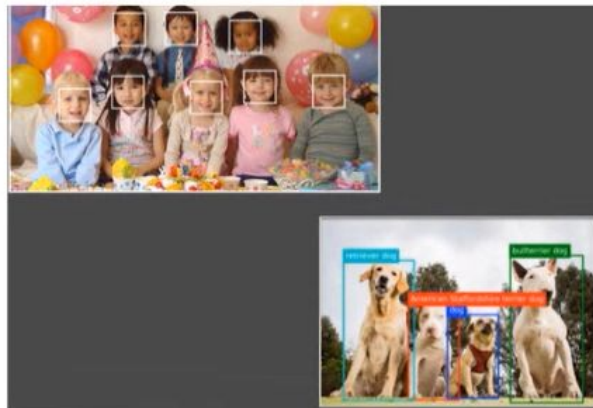 retriever dog
bullterrier dog
American Staffordshire terrier dog
dog